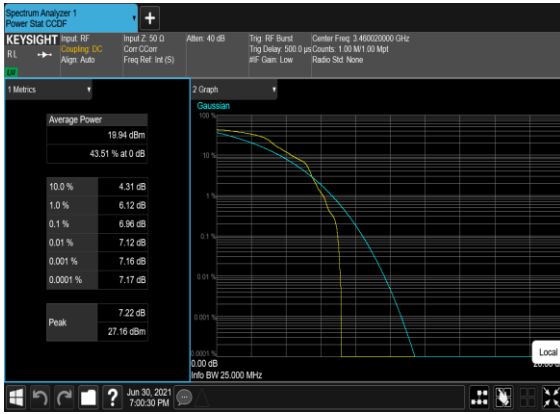 Spectrum Analyzer 1
Power Stat CCDF
KEYSIGHT
RL
Input: RF
Coupling: DC
Align: Auto
Input Z: 50 Ω
Corr CCorr
Freq Ref: Int (S)
Atten: 40 dB
Trig: RF Burst
Trig Delay: 500.0 µs
#IF Gain: Low
Center Freq: 3.460020000 GHz
Counts: 1.00 M/1.00 Mpt
Radio Std: None
1 Metrics
Average Power
19.94 dBm
43.51 % at 0 dB
10.0 % 4.31 dB
1.0 % 6.12 dB
0.1 % 6.96 dB
0.01 % 7.12 dB
0.001 % 7.16 dB
0.0001 % 7.17 dB
Peak
7.22 dB
27.16 dBm
2 Graph
Gaussian
100 %
10 %
1 %
0.1 %
0.01 %
0.001 %
0.0001 %
0.00 dB
Info BW 25.000 MHz
Local
?
Jun 30, 2021
7:00:30 PM